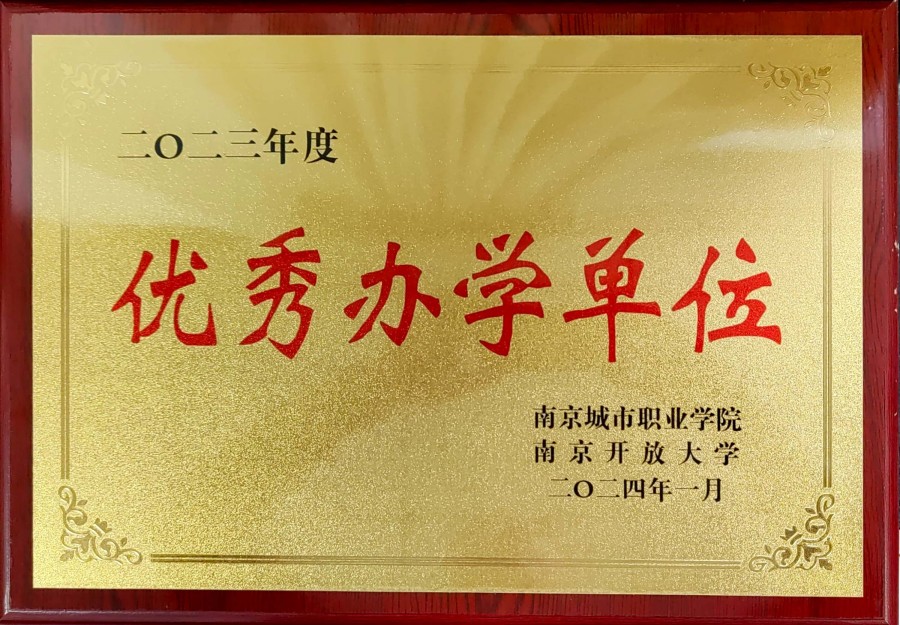 二〇二三年度
优秀办学单位
南京城市职业学院
南京开放大学
二〇二四年一月